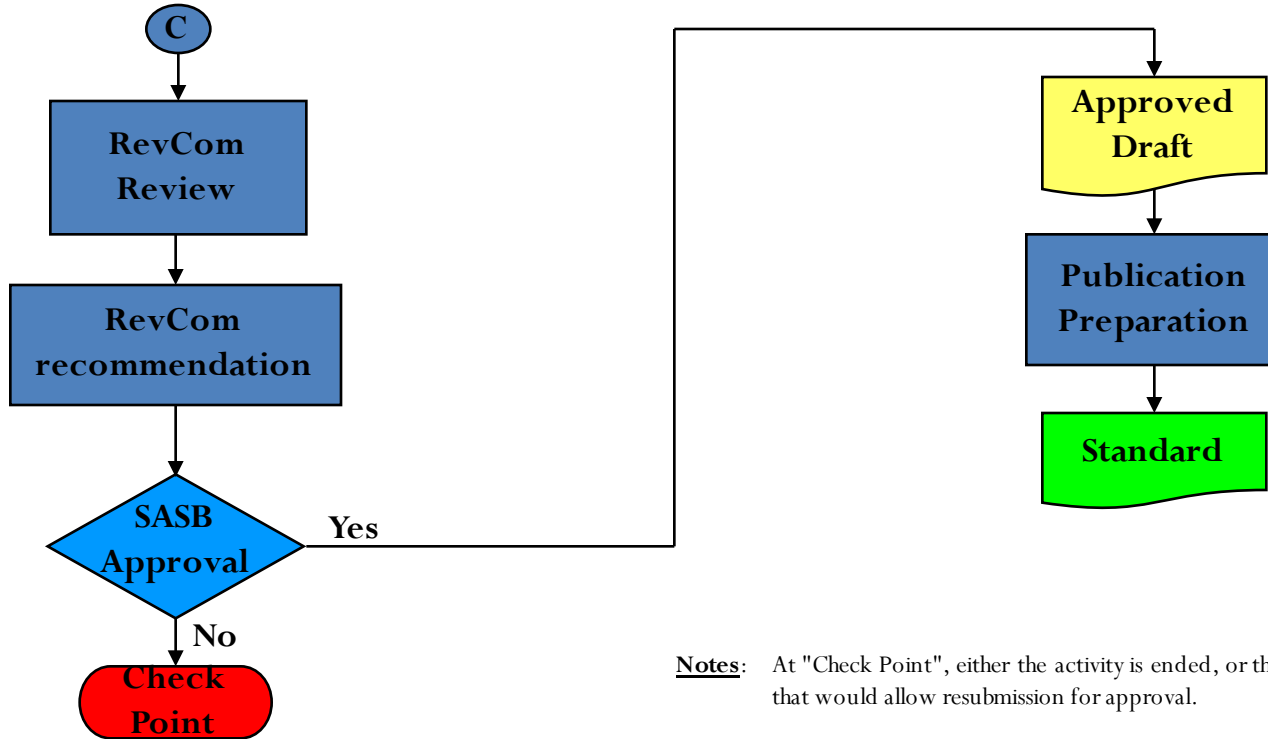 C
RevCom
Review
RevCom
recommendation
SASB
Approval
Yes
No
Check
Point
Approved
Draft
Publication
Preparation
Standard
Notes: At "Check Point", either the activity is ended, or
that would allow resubmission for approval.